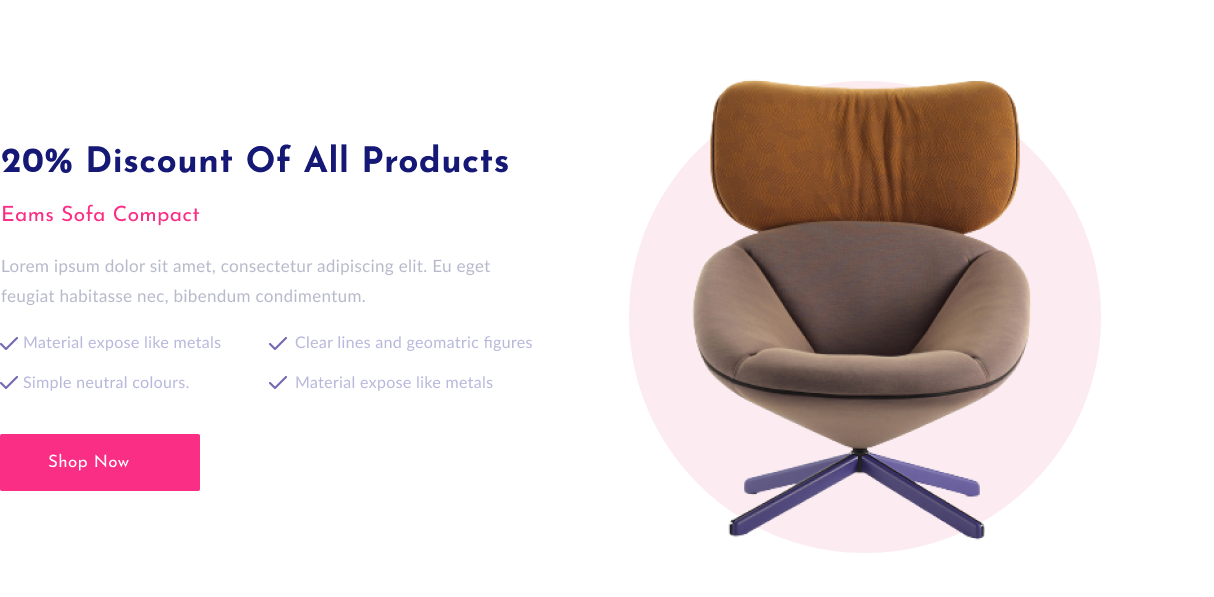 20% Discount Of All Products
Eams Sofa Compact
Lorem ipsum dolor sit amet, consectetur adipiscing elit. Eu eget
feugiat habitasse nec, bibendum condimentum.
Material expose like metals
Clear lines and geomatric figures
Simple neutral colours.
Material expose like metals
Shop Now